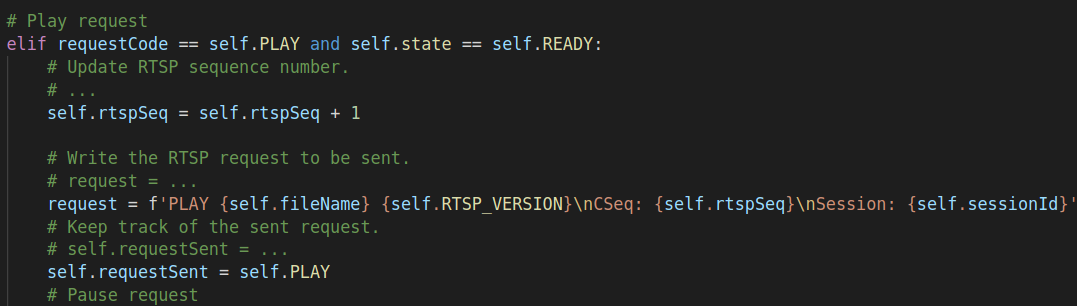 # Play request
elif requestCode == self.PLAY and self.state == self.READY:
    # Update RTSP sequence number.
    # ...
    self.rtspSeq = self.rtspSeq + 1

    # Write the RTSP request to be sent.
    # request = ...
    request = f'PLAY {self.fileName} {self.RTSP_VERSION}\nCSeq: {self.rtspSeq}\nSession: {self.sessionId}'
    # Keep track of the sent request.
    # self.requestSent = ...
    self.requestSent = self.PLAY
    # Pause request